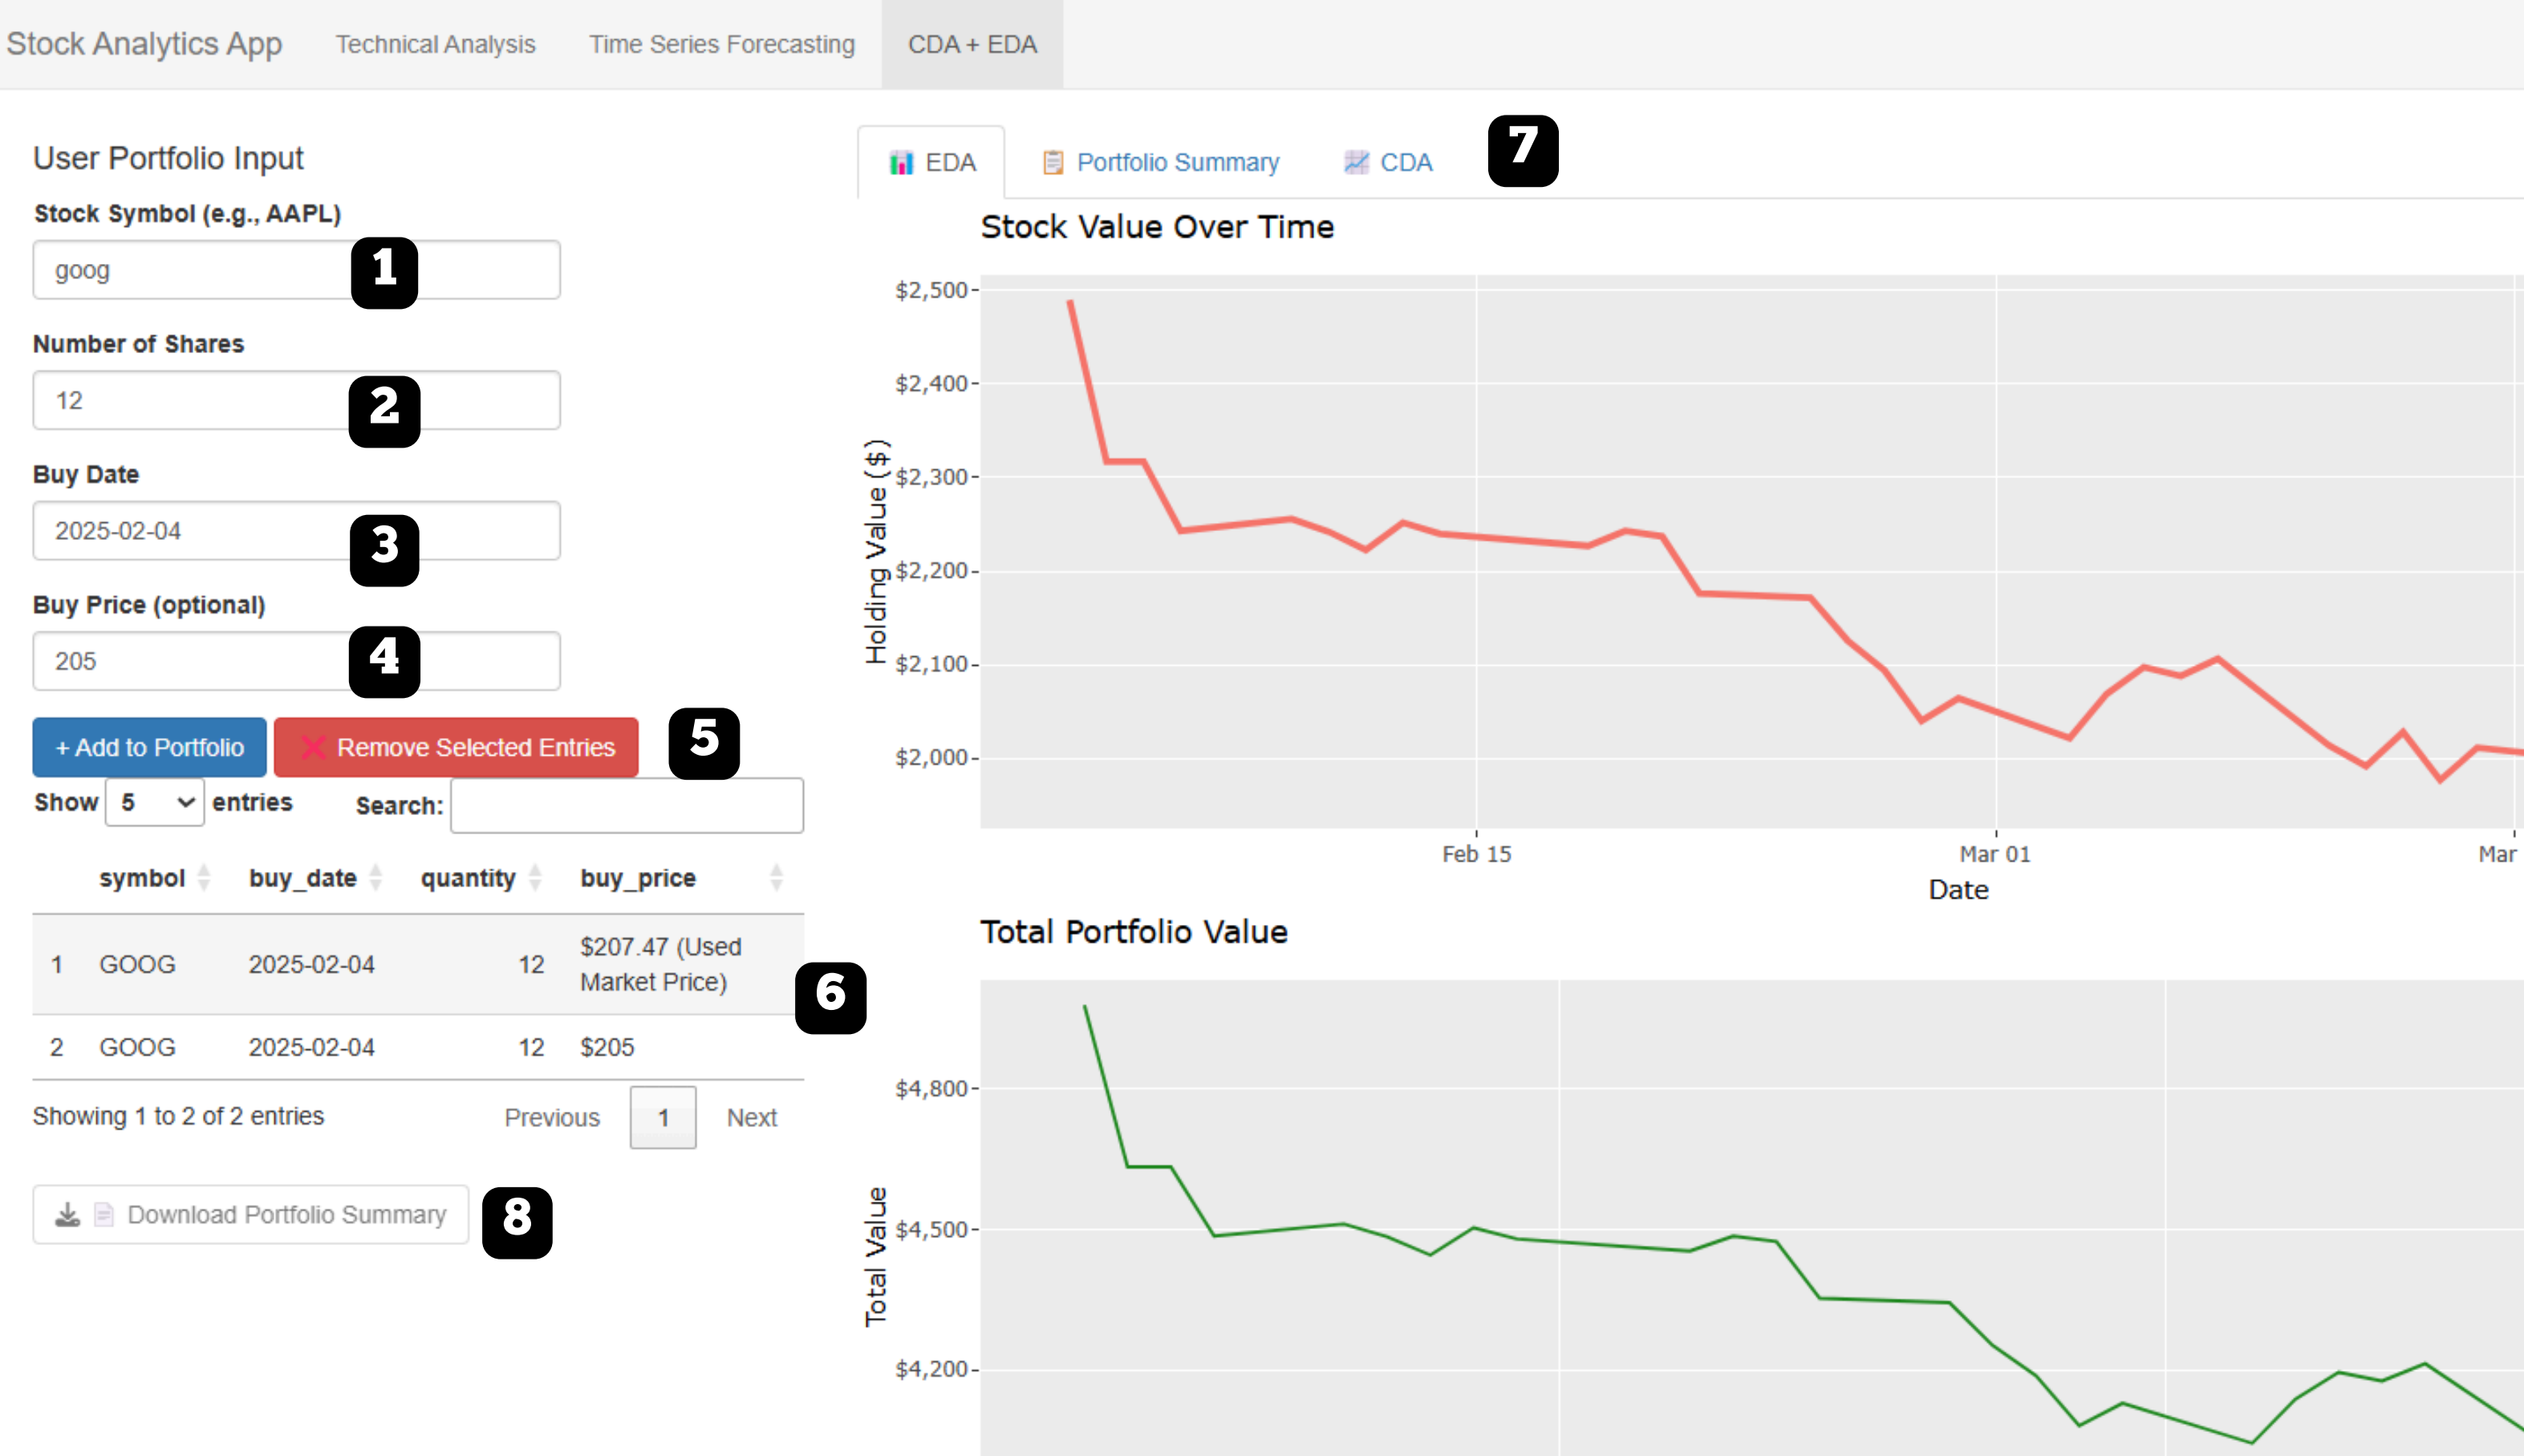 Stock Analytics App Technical Analysis Time Series Forecasting CDA + EDA
User Portfolio Input
Stock Symbol (e.g., AAPL)
goog
1
Number of Shares
12
2
Buy Date
2025-02-04
3
Buy Price (optional)
205
4
+ Add to Portfolio Remove Selected Entries
5
Show 5 entries Search:
symbol buy_date quantity buy_price
1 GOOG 2025-02-04 12 $207.47 (Used
Market Price)
2 GOOG 2025-02-04 12 $205
6
Showing 1 to 2 of 2 entries Previous 1 Next
Download Portfolio Summary
8
EDA Portfolio Summary CDA
7
Stock Value Over Time
Holding Value ($)
$2,500
$2,400
$2,300
$2,200
$2,100
$2,000
Feb 15 Mar 01 Mar
Date
Total Portfolio Value
Total Value
$4,800
$4,500
$4,200